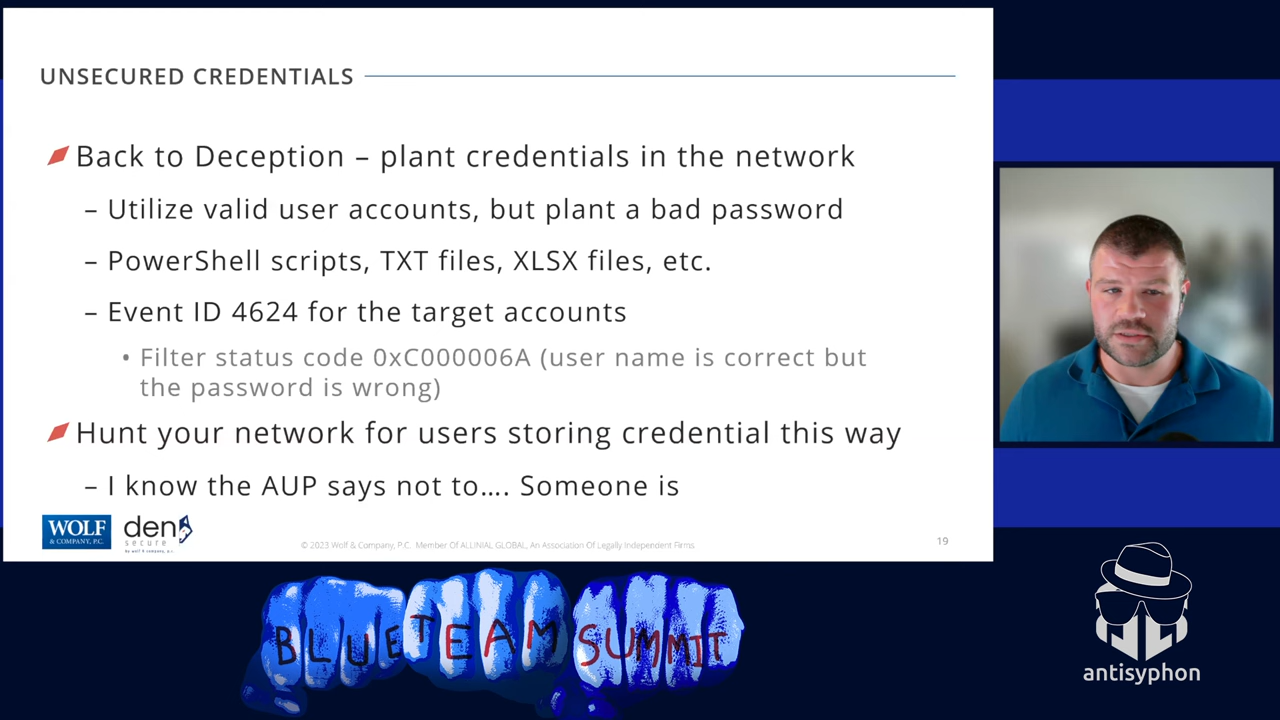 UNSECURED CREDENTIALS
Back to Deception – plant credentials in the network
– Utilize valid user accounts, but plant a bad password
– PowerShell scripts, TXT files, XLSX files, etc.
– Event ID 4624 for the target accounts
• Filter status code 0xC000006A (user name is correct but
the password is wrong)
Hunt your network for users storing credential this way
– I know the AUP says not to.... Someone is
WOLF
& COMPANY, P.C.
den
secure
by wolf & company, p.c.
© 2023 Wolf & Company, P.C. Member Of ALLINIAL GLOBAL, An Association Of Legally Independent Firms
19
BLUE TEAM SUMMIT
antisyphon